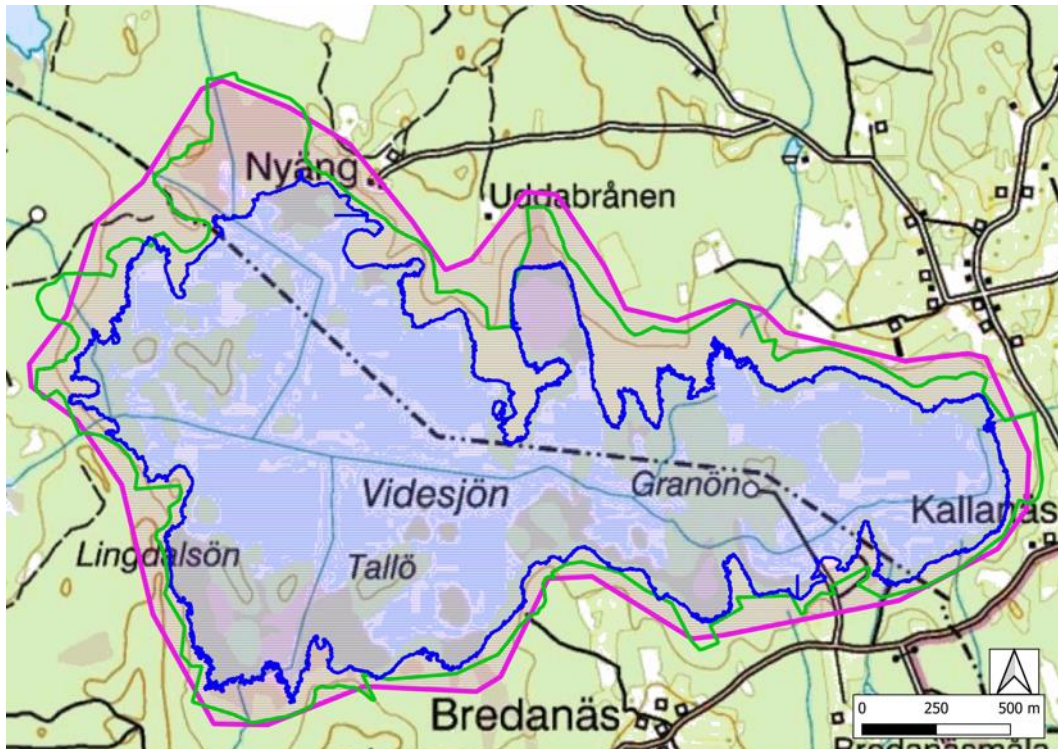 Nyäng
Uddabrånen
Videsjön
Granön
Kallanäs
Lingdalsön
Tallö
Bredanäs
0 250 500 m